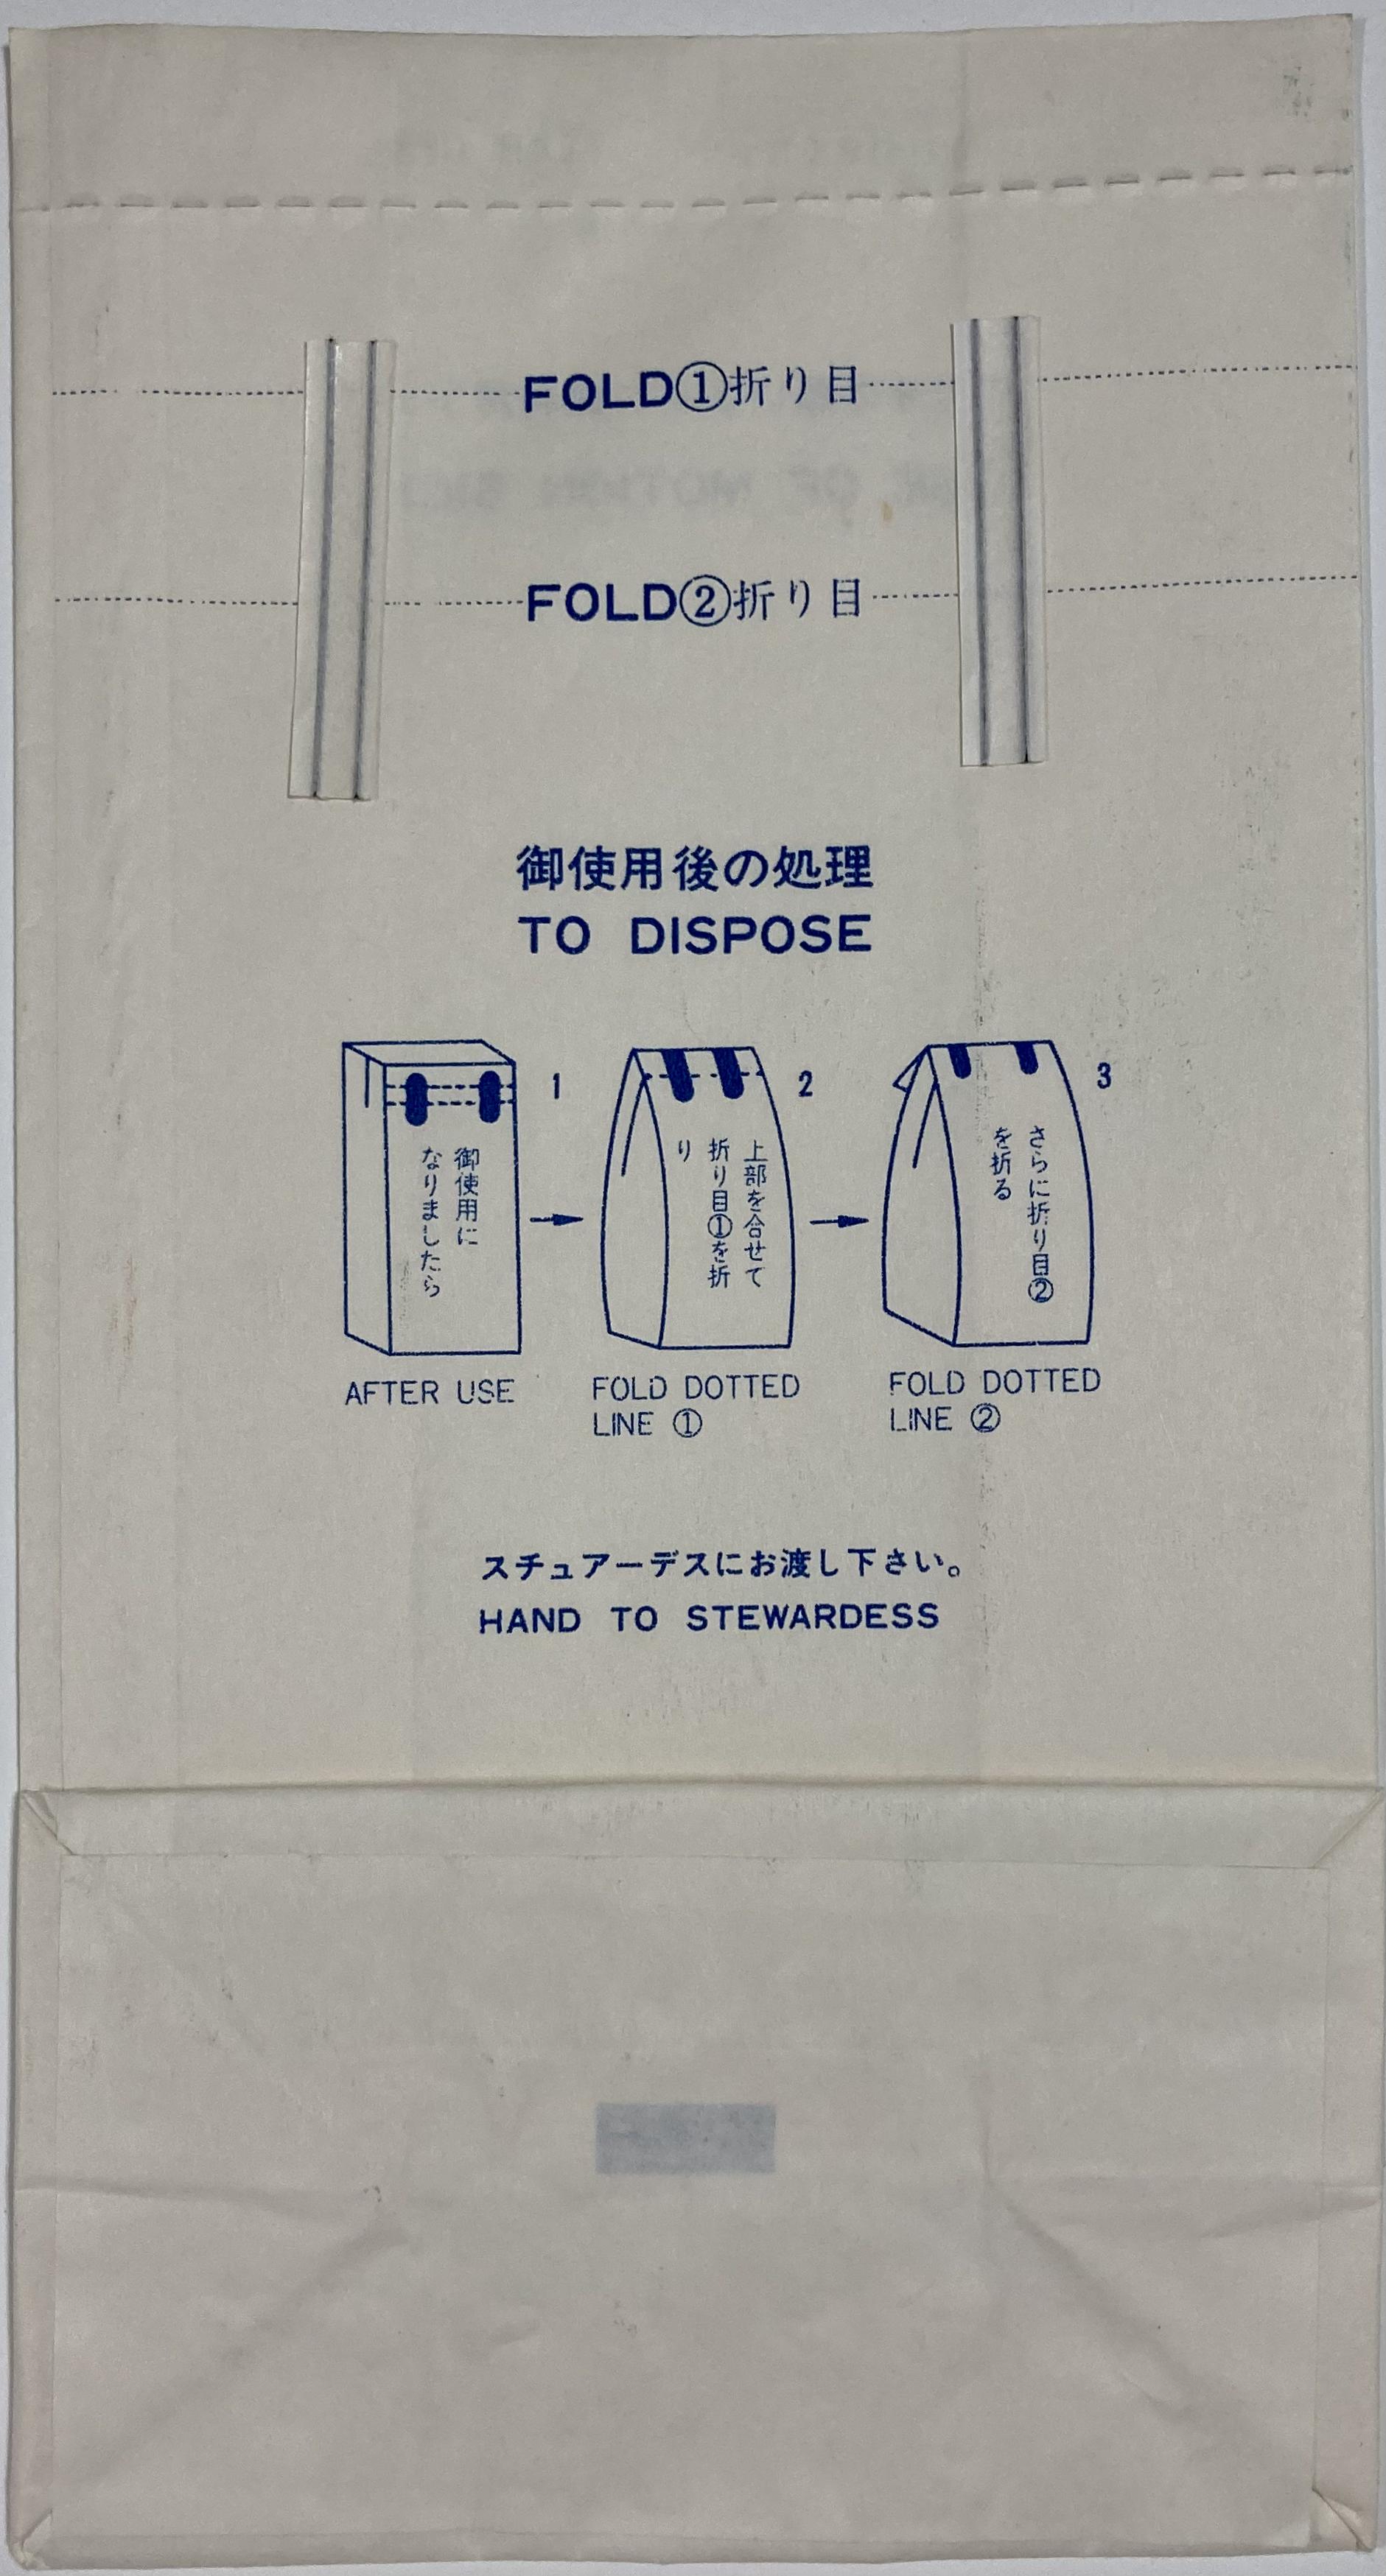 FOLD①折り目
FOLD②折り目
御使用後の処理
TO DISPOSE
1
御使用に
なりましたら
AFTER USE
2
上部を合せて
折り目①を折
り
FOLD DOTTED
LINE ①
3
さらに折り目②
を折る
FOLD DOTTED
LINE ②
スチュアーデスにお渡し下さい。
HAND TO STEWARDESS